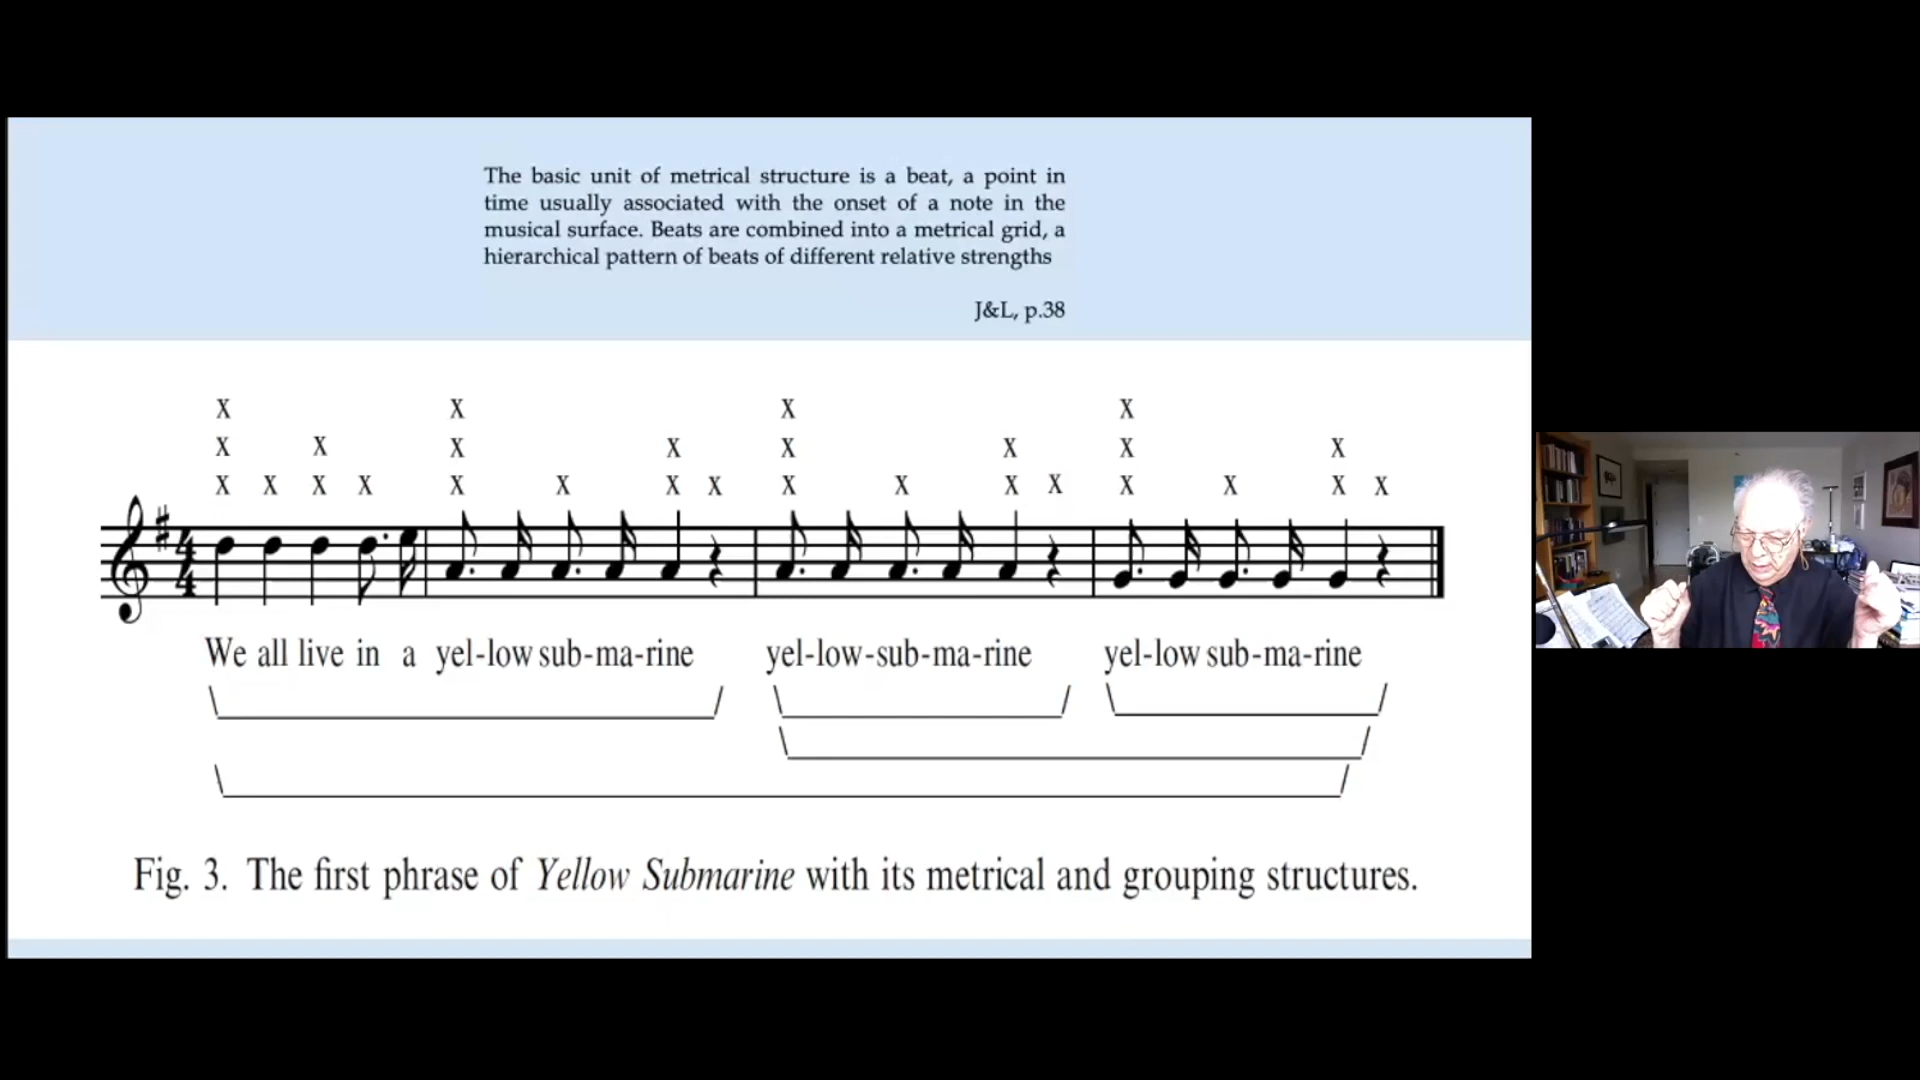 The basic unit of metrical structure is a beat, a point in
time usually associated with the onset of a note in the
musical surface. Beats are combined into a metrical grid, a
hierarchical pattern of beats of different relative strengths
J&L, p.38
x x x x
x x x x x x x x
x x x x x x x x x x x x x x x x
4
4
We all live in a yel-low sub-ma-rine yel-low-sub-ma-rine yel-low sub-ma-rine
Fig. 3. The first phrase of Yellow Submarine with its metrical and grouping structures.